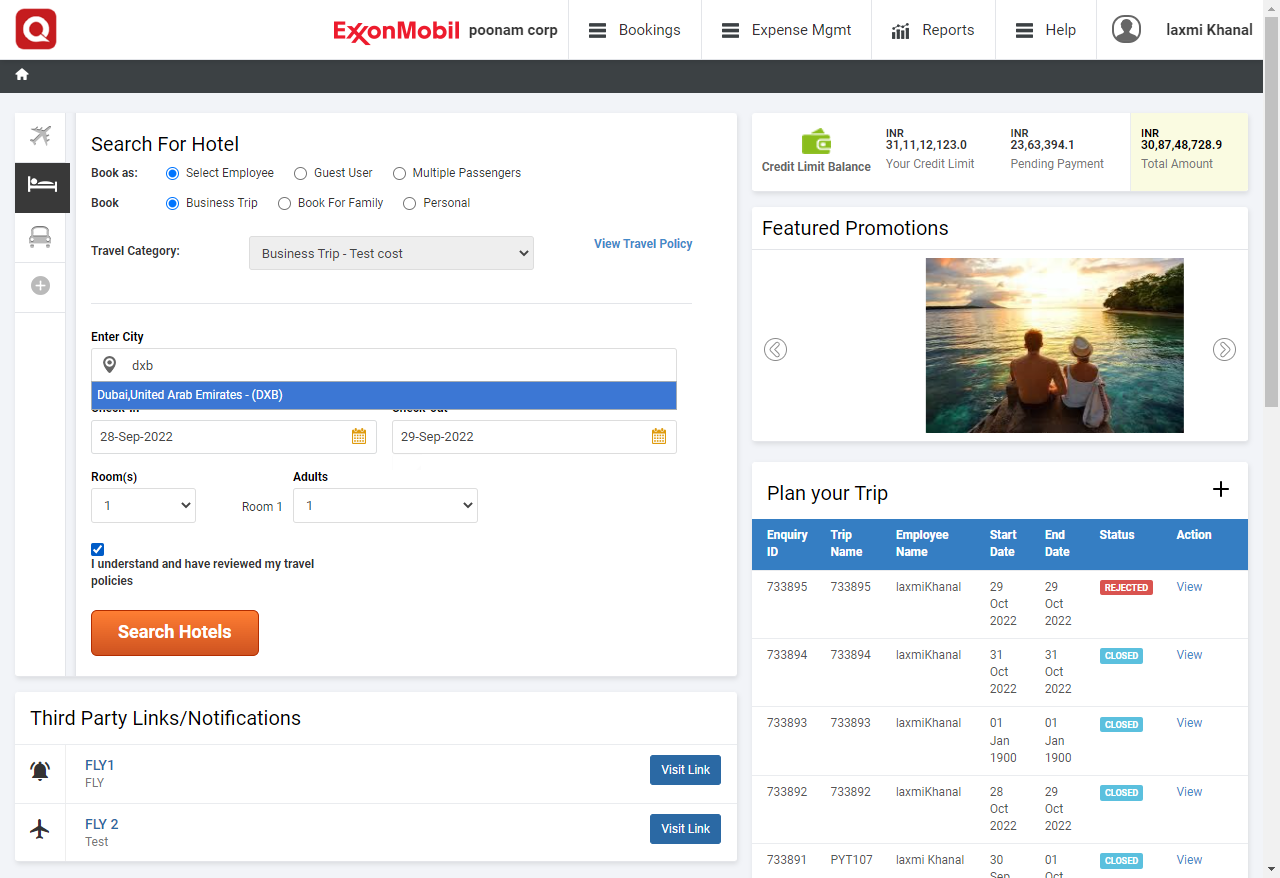 Q
ExxonMobil poonam corp
Bookings
Expense Mgmt
Reports
Help
laxmi Khanal
Search For Hotel
Book as: Select Employee Guest User Multiple Passengers
Book Business Trip Book For Family Personal
Travel Category: Business Trip - Test cost View Travel Policy
Enter City
dxb
Dubai,United Arab Emirates - (DXB)
Check-In Check-Out
28-Sep-2022 29-Sep-2022
Room(s) Adults
1 Room 1 1
I understand and have reviewed my travel
policies
Search Hotels
Third Party Links/Notifications
FLY1
FLY
Visit Link
FLY 2
Test
Visit Link
Credit Limit Balance
INR
31,11,12,123.0
Your Credit Limit
INR
23,63,394.1
Pending Payment
INR
30,87,48,728.9
Total Amount
Featured Promotions
Plan your Trip
Enquiry ID Trip Name Employee Name Start Date End Date Status Action
733895 733895 laxmiKhanal 29 Oct 2022 29 Oct 2022 REJECTED View
733894 733894 laxmiKhanal 31 Oct 2022 31 Oct 2022 CLOSED View
733893 733893 laxmiKhanal 01 Jan 1900 01 Jan 1900 CLOSED View
733892 733892 laxmiKhanal 28 Oct 2022 29 Oct 2022 CLOSED View
733891 PYT107 laxmi Khanal 30 Sep 01 Oct CLOSED View